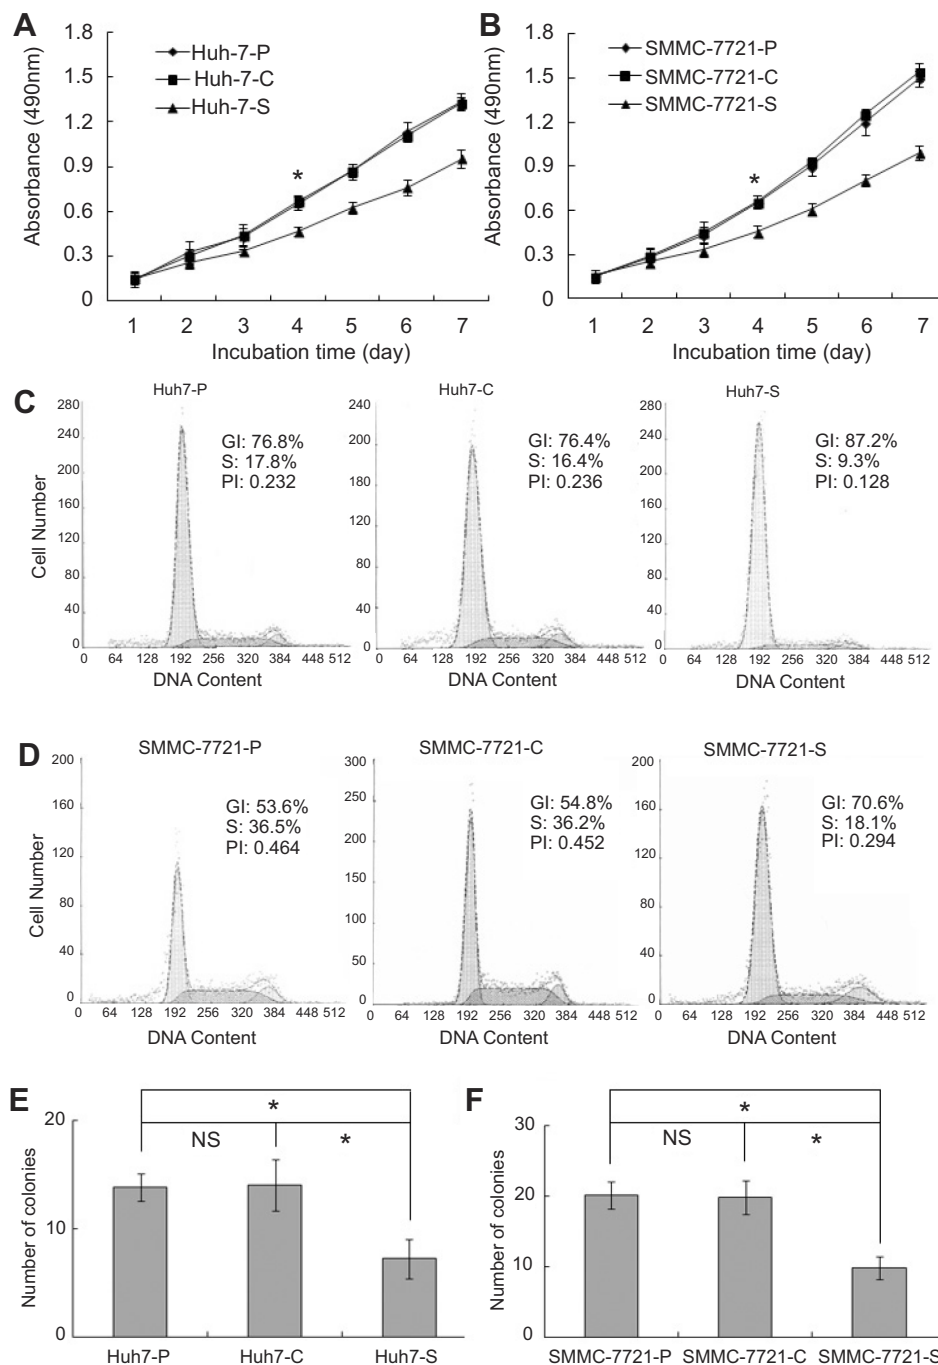 A
Absorbance (490nm)
1.8
1.5
1.2
0.9
0.6
0.3
0
Huh-7-P
Huh-7-C
Huh-7-S
*
1 2 3 4 5 6 7
Incubation time (day)
B
Absorbance (490nm)
1.8
1.5
1.2
0.9
0.6
0.3
0
SMMC-7721-P
SMMC-7721-C
SMMC-7721-S
*
1 2 3 4 5 6 7
Incubation time (day)
C
Huh7-P
Cell Number
280
240
200
160
120
80
40
0
GI: 76.8%
S: 17.8%
PI: 0.232
0 64 128 192 256 320 384 448 512
DNA Content
Huh7-C
240
200
160
120
80
40
0
GI: 76.4%
S: 16.4%
PI: 0.236
0 64 128 192 256 320 384 448 512
DNA Content
Huh7-S
280
240
200
160
120
80
40
0
GI: 87.2%
S: 9.3%
PI: 0.128
0 64 128 192 256 320 384 448 512
DNA Content
D
SMMC-7721-P
Cell Number
200
160
120
80
40
0
GI: 53.6%
S: 36.5%
PI: 0.464
0 64 128 192 256 320 384 448 512
DNA Content
SMMC-7721-C
300
250
200
150
100
50
0
GI: 54.8%
S: 36.2%
PI: 0.452
0 64 128 192 256 320 384 448 512
DNA Content
SMMC-7721-S
200
160
120
80
40
0
GI: 70.6%
S: 18.1%
PI: 0.294
0 64 128 192 256 320 384 448 512
DNA Content
E
Number of colonies
20
10
0
*
NS
*
Huh7-P Huh7-C Huh7-S
F
Number of colonies
30
20
10
0
*
NS
*
SMMC-7721-P SMMC-7721-C SMMC-7721-S